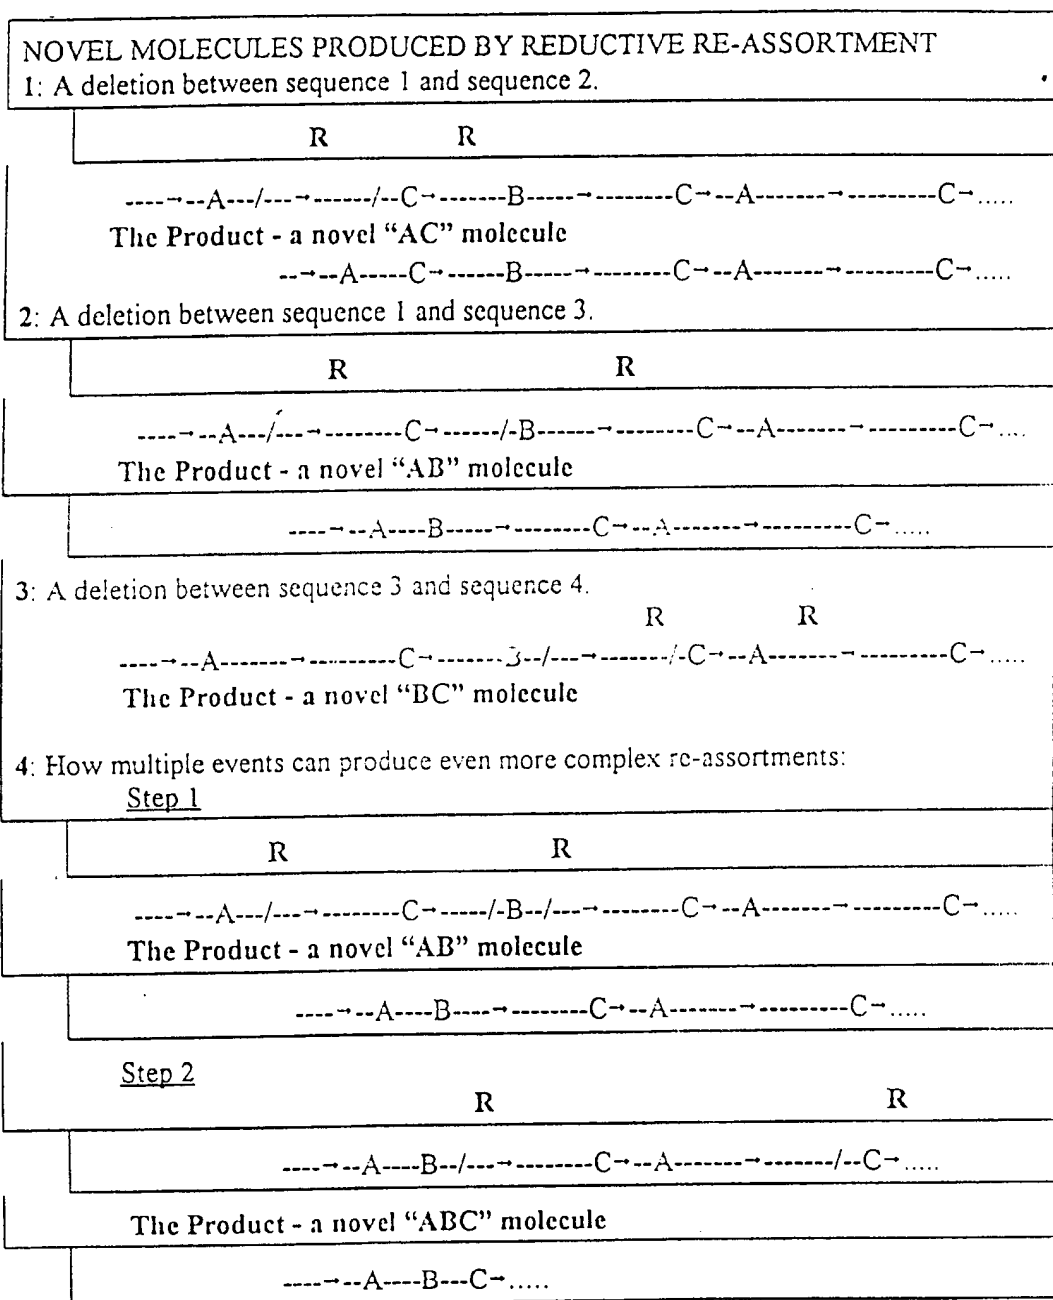 NOVEL MOLECULES PRODUCED BY REDUCTIVE RE-ASSORTMENT
1: A deletion between sequence 1 and sequence 2.
R R
----→--A---/---→------/--C→-------B-----→--------C→--A-------→---------C→.....
The Product - a novel “AC” molecule
--→--A-----C→------B-----→--------C→--A-------→---------C→.....
2: A deletion between sequence 1 and sequence 3.
R R
----→--A---/---→--------C→------/-B------→--------C→--A-------→---------C→....
The Product - a novel “AB” molecule
----→--A----B-----→--------C→--A-------→---------C→.....
3: A deletion between sequence 3 and sequence 4.
R R
----→--A-------→---------C→-------B--/---→-------/-C→--A-------→---------C→.....
The Product - a novel “BC” molecule
4: How multiple events can produce even more complex re-assortments:
Step 1
R R
----→--A---/---→--------C→-----/-B--/---→--------C→--A-------→---------C→.....
The Product - a novel “AB” molecule
----→--A----B----→--------C→--A-------→---------C→.....
Step 2
R R
----→--A----B--/---→--------C→--A-------→-------/--C→.....
The Product - a novel “ABC” molecule
----→--A----B---C→.....